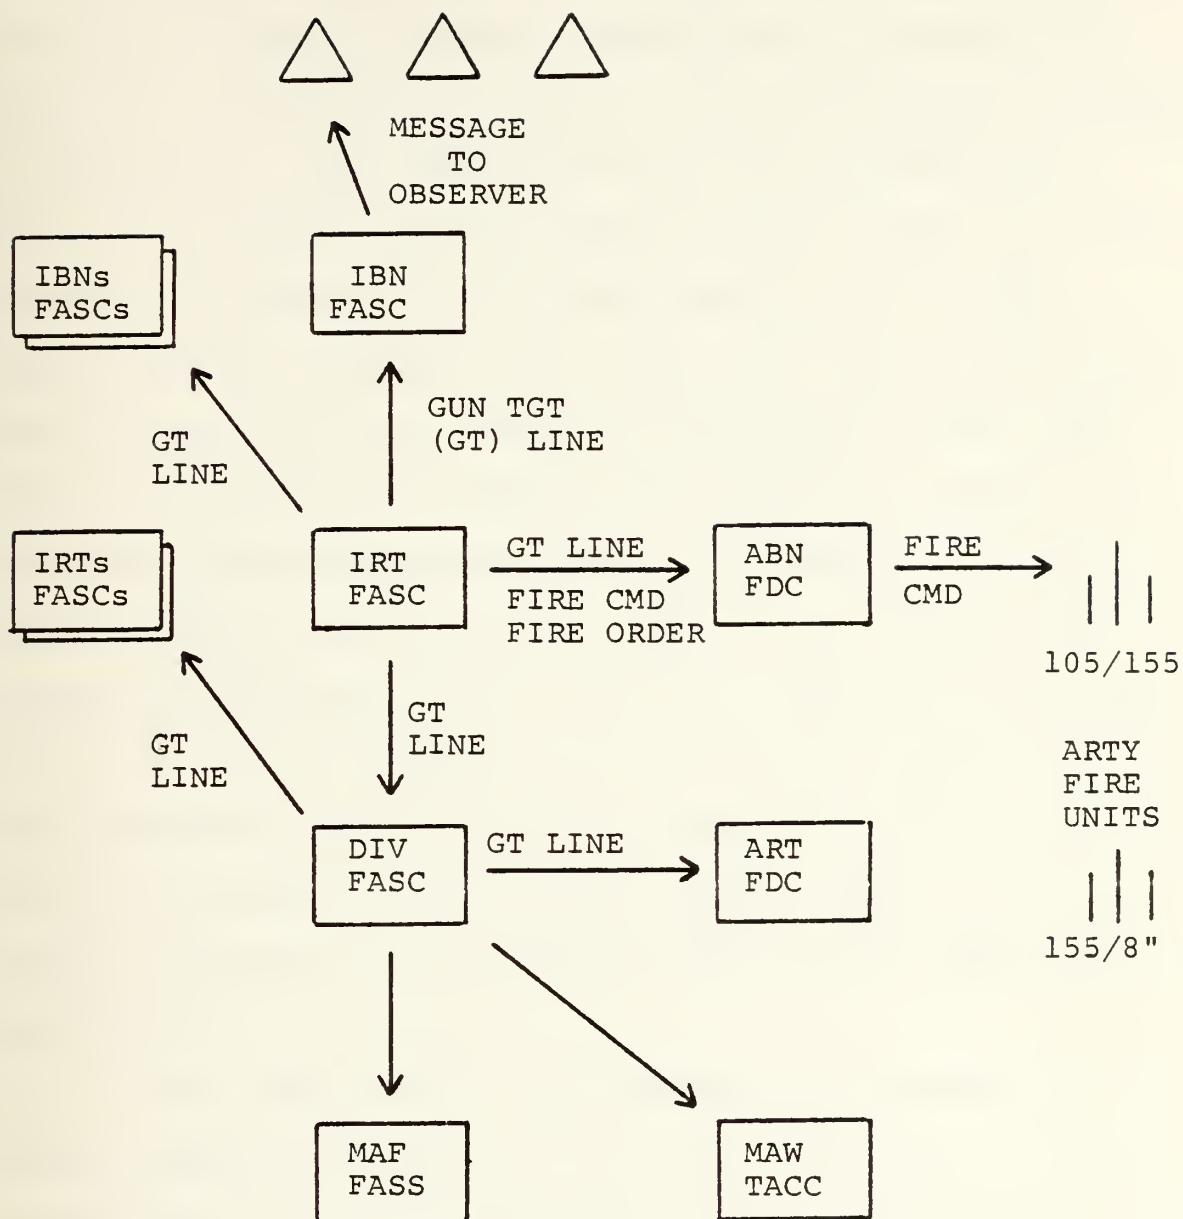 MESSAGE
TO
OBSERVER
IBNs
FASCs
IBN
FASC
GT
LINE
GUN TGT
(GT) LINE
IRTs
FASCs
IRT
FASC
GT LINE
FIRE CMD
FIRE ORDER
ABN
FDC
FIRE
CMD
105/155
GT
LINE
GT
LINE
ARTY
FIRE
UNITS
DIV
FASC
GT LINE
ART
FDC
155/8"
MAF
FASS
MAW
TACC